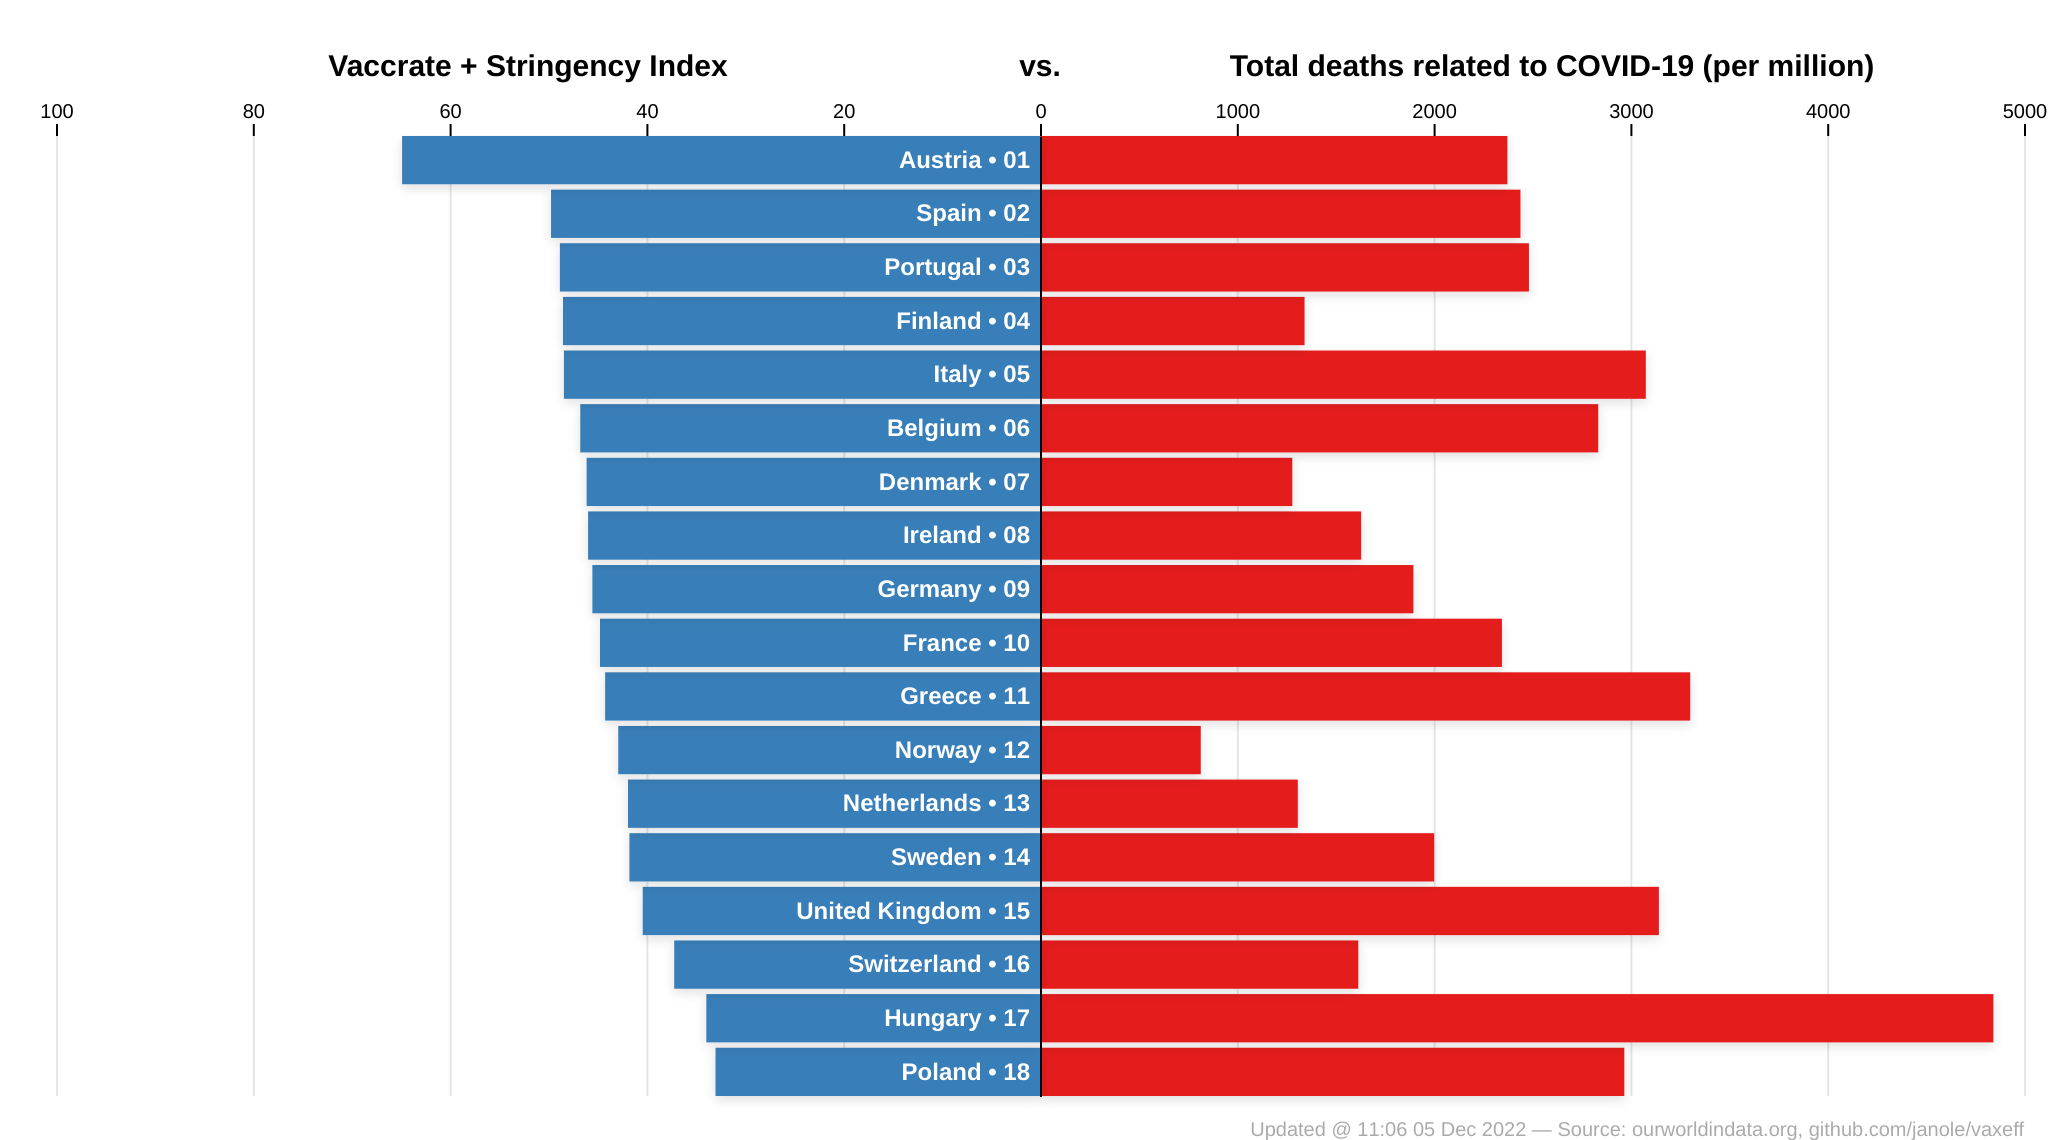 Vaccrate + Stringency Index vs. Total deaths related to COVID-19 (per million)
100 80 60 40 20 0 1000 2000 3000 4000 5000
Austria • 01
Spain • 02
Portugal • 03
Finland • 04
Italy • 05
Belgium • 06
Denmark • 07
Ireland • 08
Germany • 09
France • 10
Greece • 11
Norway • 12
Netherlands • 13
Sweden • 14
United Kingdom • 15
Switzerland • 16
Hungary • 17
Poland • 18
Updated @ 11:06 05 Dec 2022 — Source: ourworldindata.org, github.com/janole/vaxeff